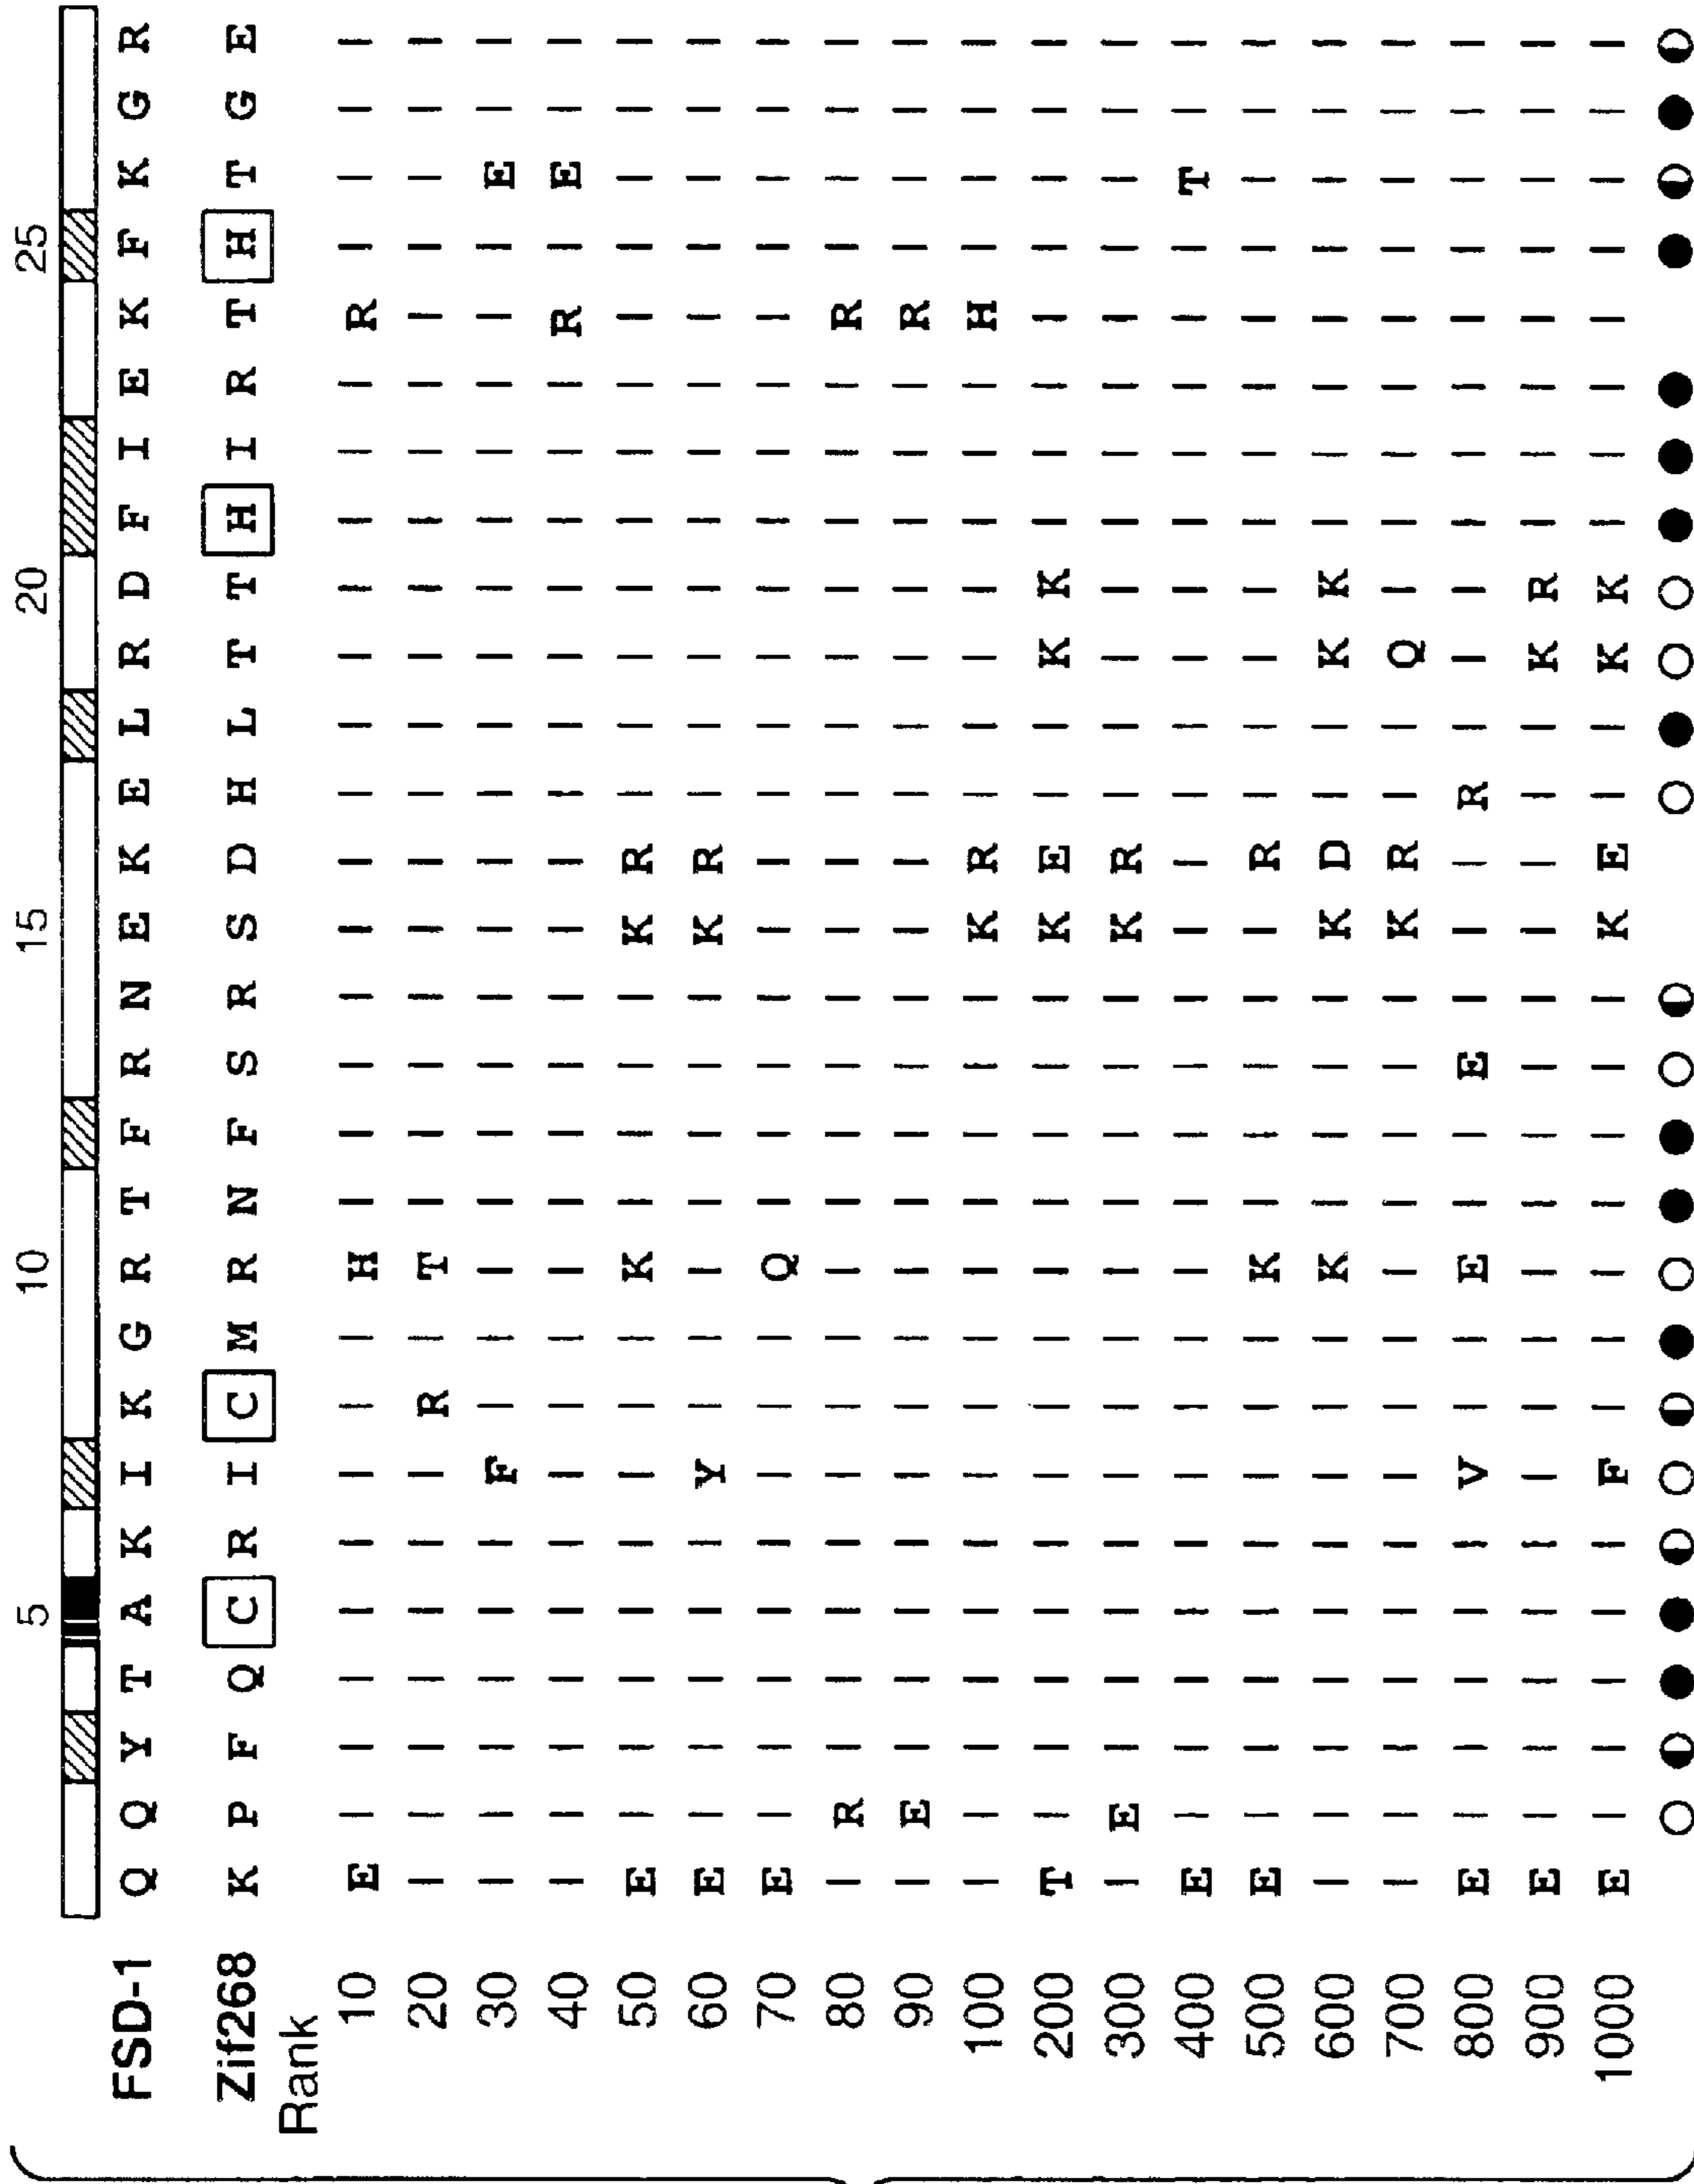 5 10 15 20 25
FSD-1 Q Q Y T A K I K G R T F R N E K E L R D F I E K F K G R
Zif268 K P F Q C R I C M R N F S R S D H L T T H I R T H T G E
Rank
10 E - - - - - - - - H - - - - - - - - - - - - - R - - - -
20 - - - - - - - R - T - - - - - - - - - - - - - - - - - -
30 - - - - - - F - - - - - - - - - - - - - - - - - - E - -
40 - - - - - - - - - - - - - - - - - - - - - - - R - E - -
50 E - - - - - - - - K - - - - K R - - - - - - - - - - - -
60 E - - - - - Y - - - - - - - K R - - - - - - - - - - - -
70 E - - - - - - - - Q - - - - - - - - - - - - - - - - - -
80 - R - - - - - - - - - - - - - - - - - - - - - R - - - -
90 - E - - - - - - - - - - - - - - - - - - - - - R - - - -
100 - - - - - - - - - - - - - - K R - - - - - - - H - - - -
200 T - - - - - - - - - - - - - K E - - K K - - - - - - - -
300 - E - - - - - - - - - - - - K R - - - - - - - - - - - -
400 E - - - - - - - - - - - - - - - - - - - - - - - - T - -
500 E - - - - - - - - K - - - - - R - - - - - - - - - - - -
600 - - - - - - - - - K - - - - K D - - K K - - - - - - - -
700 - - - - - - - - - - - - - - K R - - Q - - - - - - - - -
800 E - - - - - V - - E - - E - - - R - - - - - - - - - - -
900 E - - - - - - - - - - - - - - - - - K R - - - - - - - -
1000 E - - - - - F - - - - - - - K E - - K K - - - - - - - -